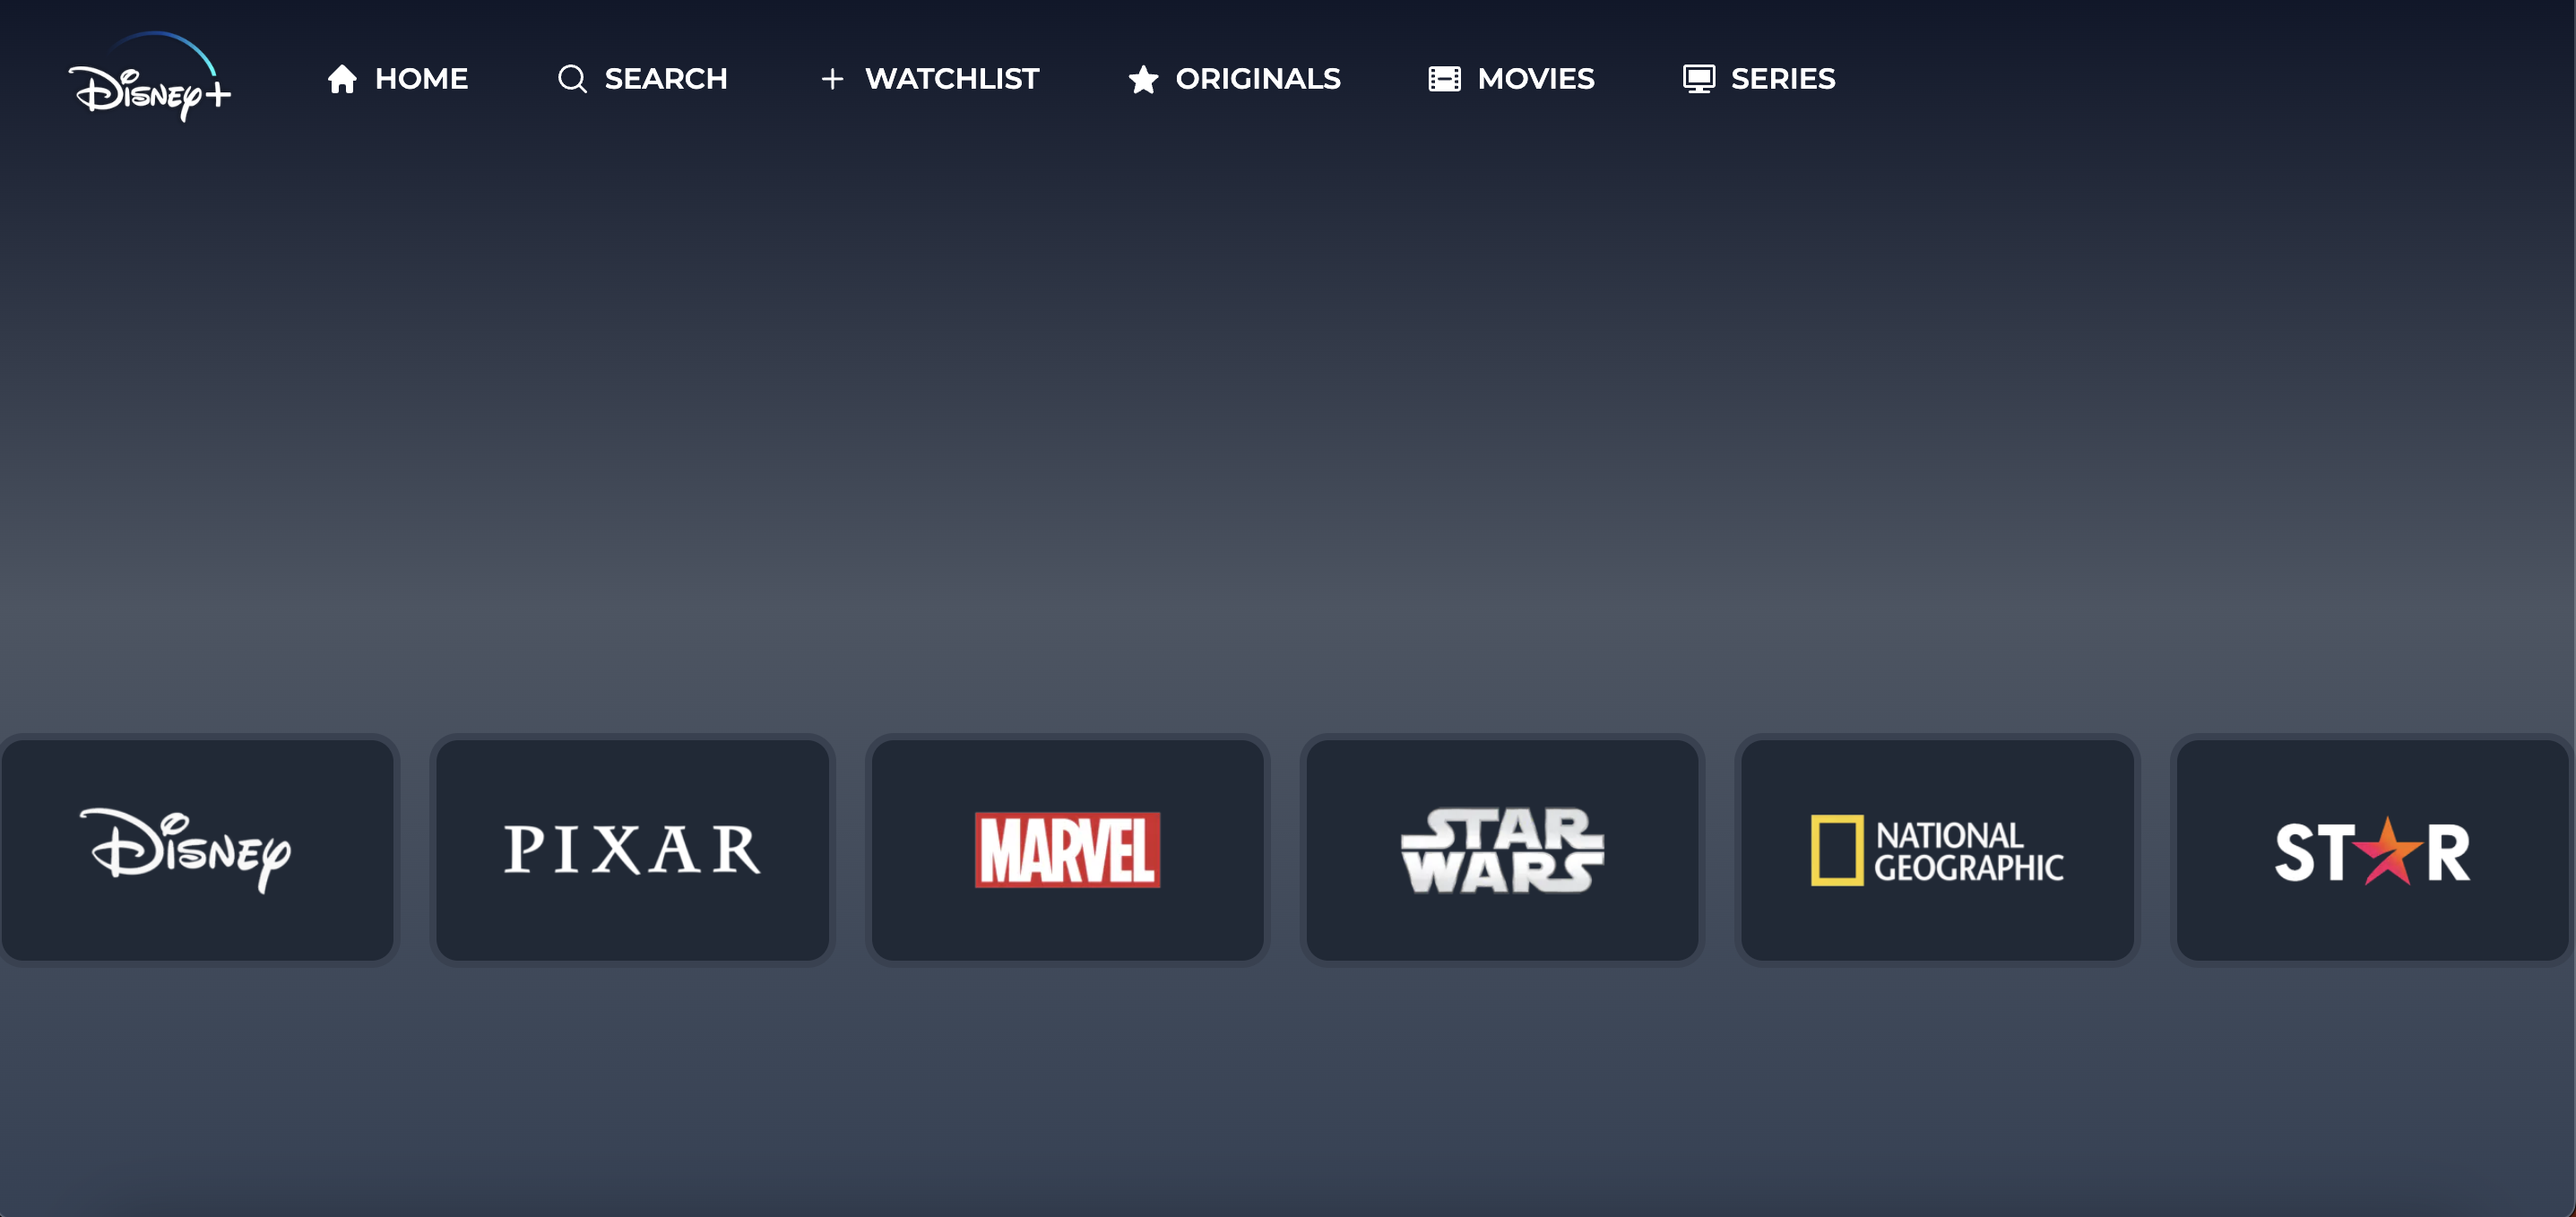 Disney+
HOME
SEARCH
WATCHLIST
ORIGINALS
MOVIES
SERIES
Disney
PIXAR
MARVEL
STAR
WARS
NATIONAL
GEOGRAPHIC
STAR